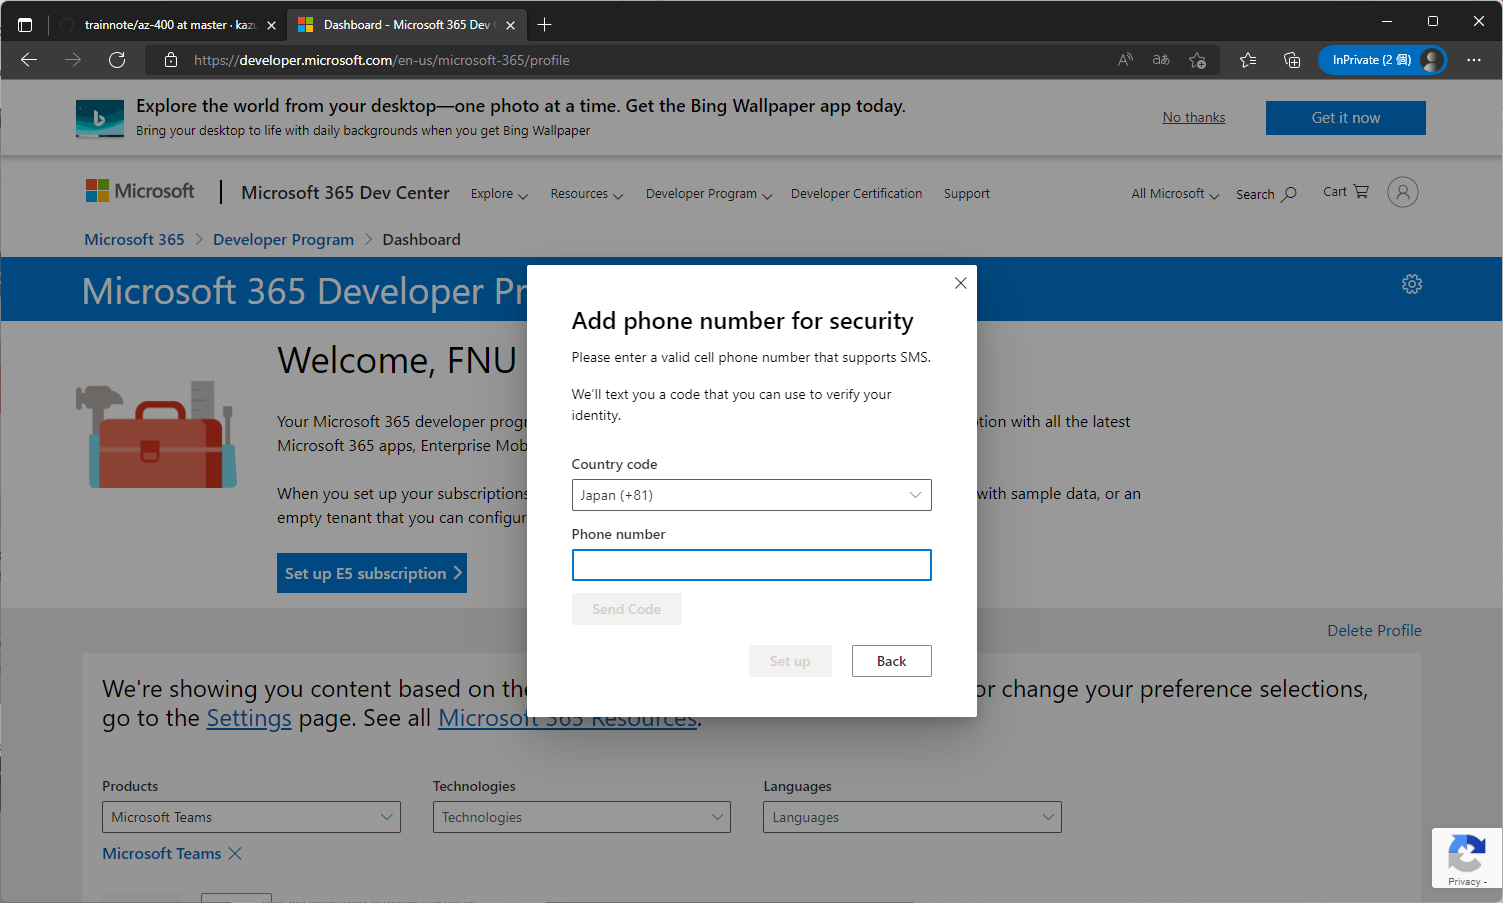 trainnote/az-400 at master · kazu
Dashboard - Microsoft 365 Dev C
https://developer.microsoft.com/en-us/microsoft-365/profile
InPrivate (2 個)
Explore the world from your desktop—one photo at a time. Get the Bing Wallpaper app today.
Bring your desktop to life with daily backgrounds when you get Bing Wallpaper
No thanks
Get it now
Microsoft
Microsoft 365 Dev Center
Explore
Resources
Developer Program
Developer Certification
Support
All Microsoft
Search
Cart
Microsoft 365 > Developer Program > Dashboard
Microsoft 365 Developer Pr
Welcome, FNU
Your Microsoft 365 developer progr
tion with all the latest
Microsoft 365 apps, Enterprise Mob
When you set up your subscriptions
with sample data, or an
empty tenant that you can configur
Set up E5 subscription
Add phone number for security
Please enter a valid cell phone number that supports SMS.
We'll text you a code that you can use to verify your
identity.
Country code
Japan (+81)
Phone number
Send Code
Set up
Back
Delete Profile
We're showing you content based on the
or change your preference selections,
go to the Settings page. See all Microsoft 365 Resources.
Products
Technologies
Languages
Microsoft Teams
Technologies
Languages
Microsoft Teams
Privacy -